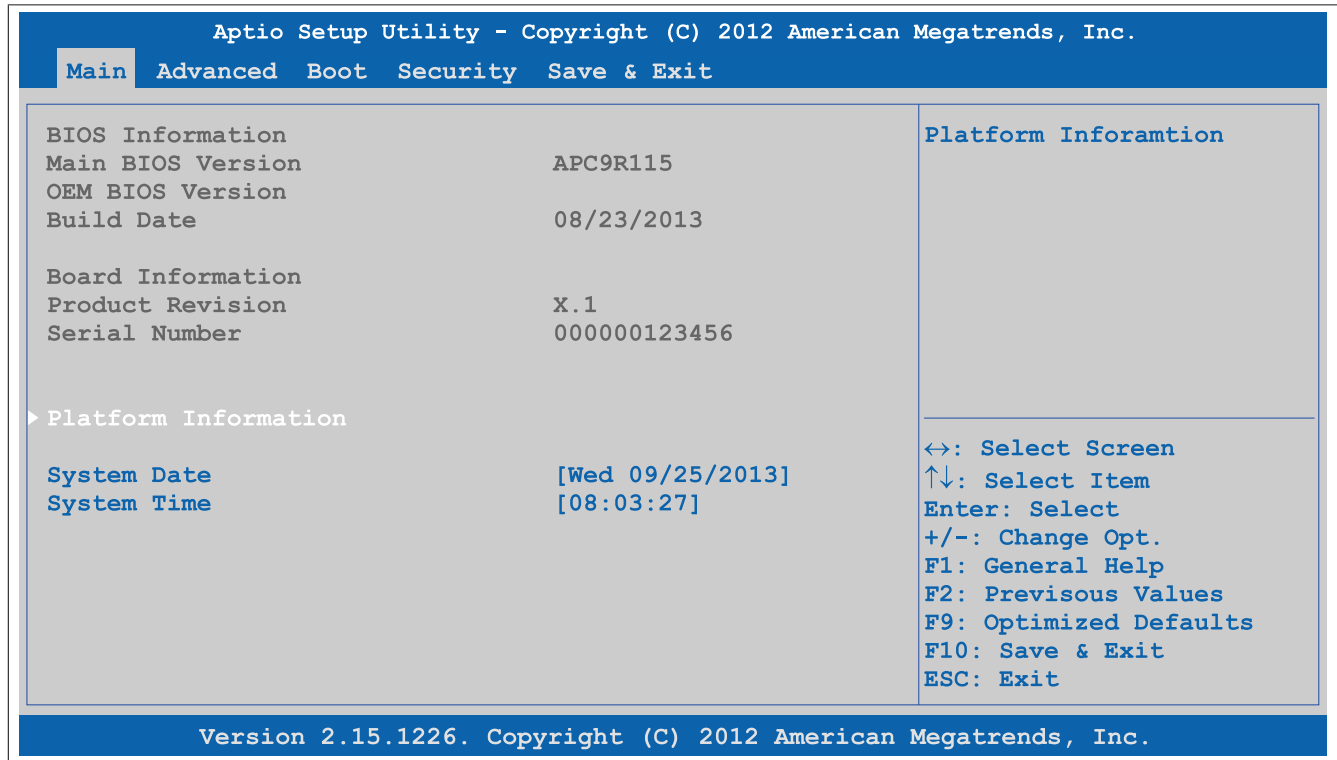 Aptio Setup Utility - Copyright (C) 2012 American Megatrends, Inc.
Main Advanced Boot Security Save & Exit
BIOS Information
Main BIOS Version APC9R115
OEM BIOS Version
Build Date 08/23/2013
Board Information
Product Revision X.1
Serial Number 000000123456
Platform Information
System Date [Wed 09/25/2013]
System Time [08:03:27]
Platform Inforamtion
↔: Select Screen
↑↓: Select Item
Enter: Select
+/-: Change Opt.
F1: General Help
F2: Previsous Values
F9: Optimized Defaults
F10: Save & Exit
ESC: Exit
Version 2.15.1226. Copyright (C) 2012 American Megatrends, Inc.